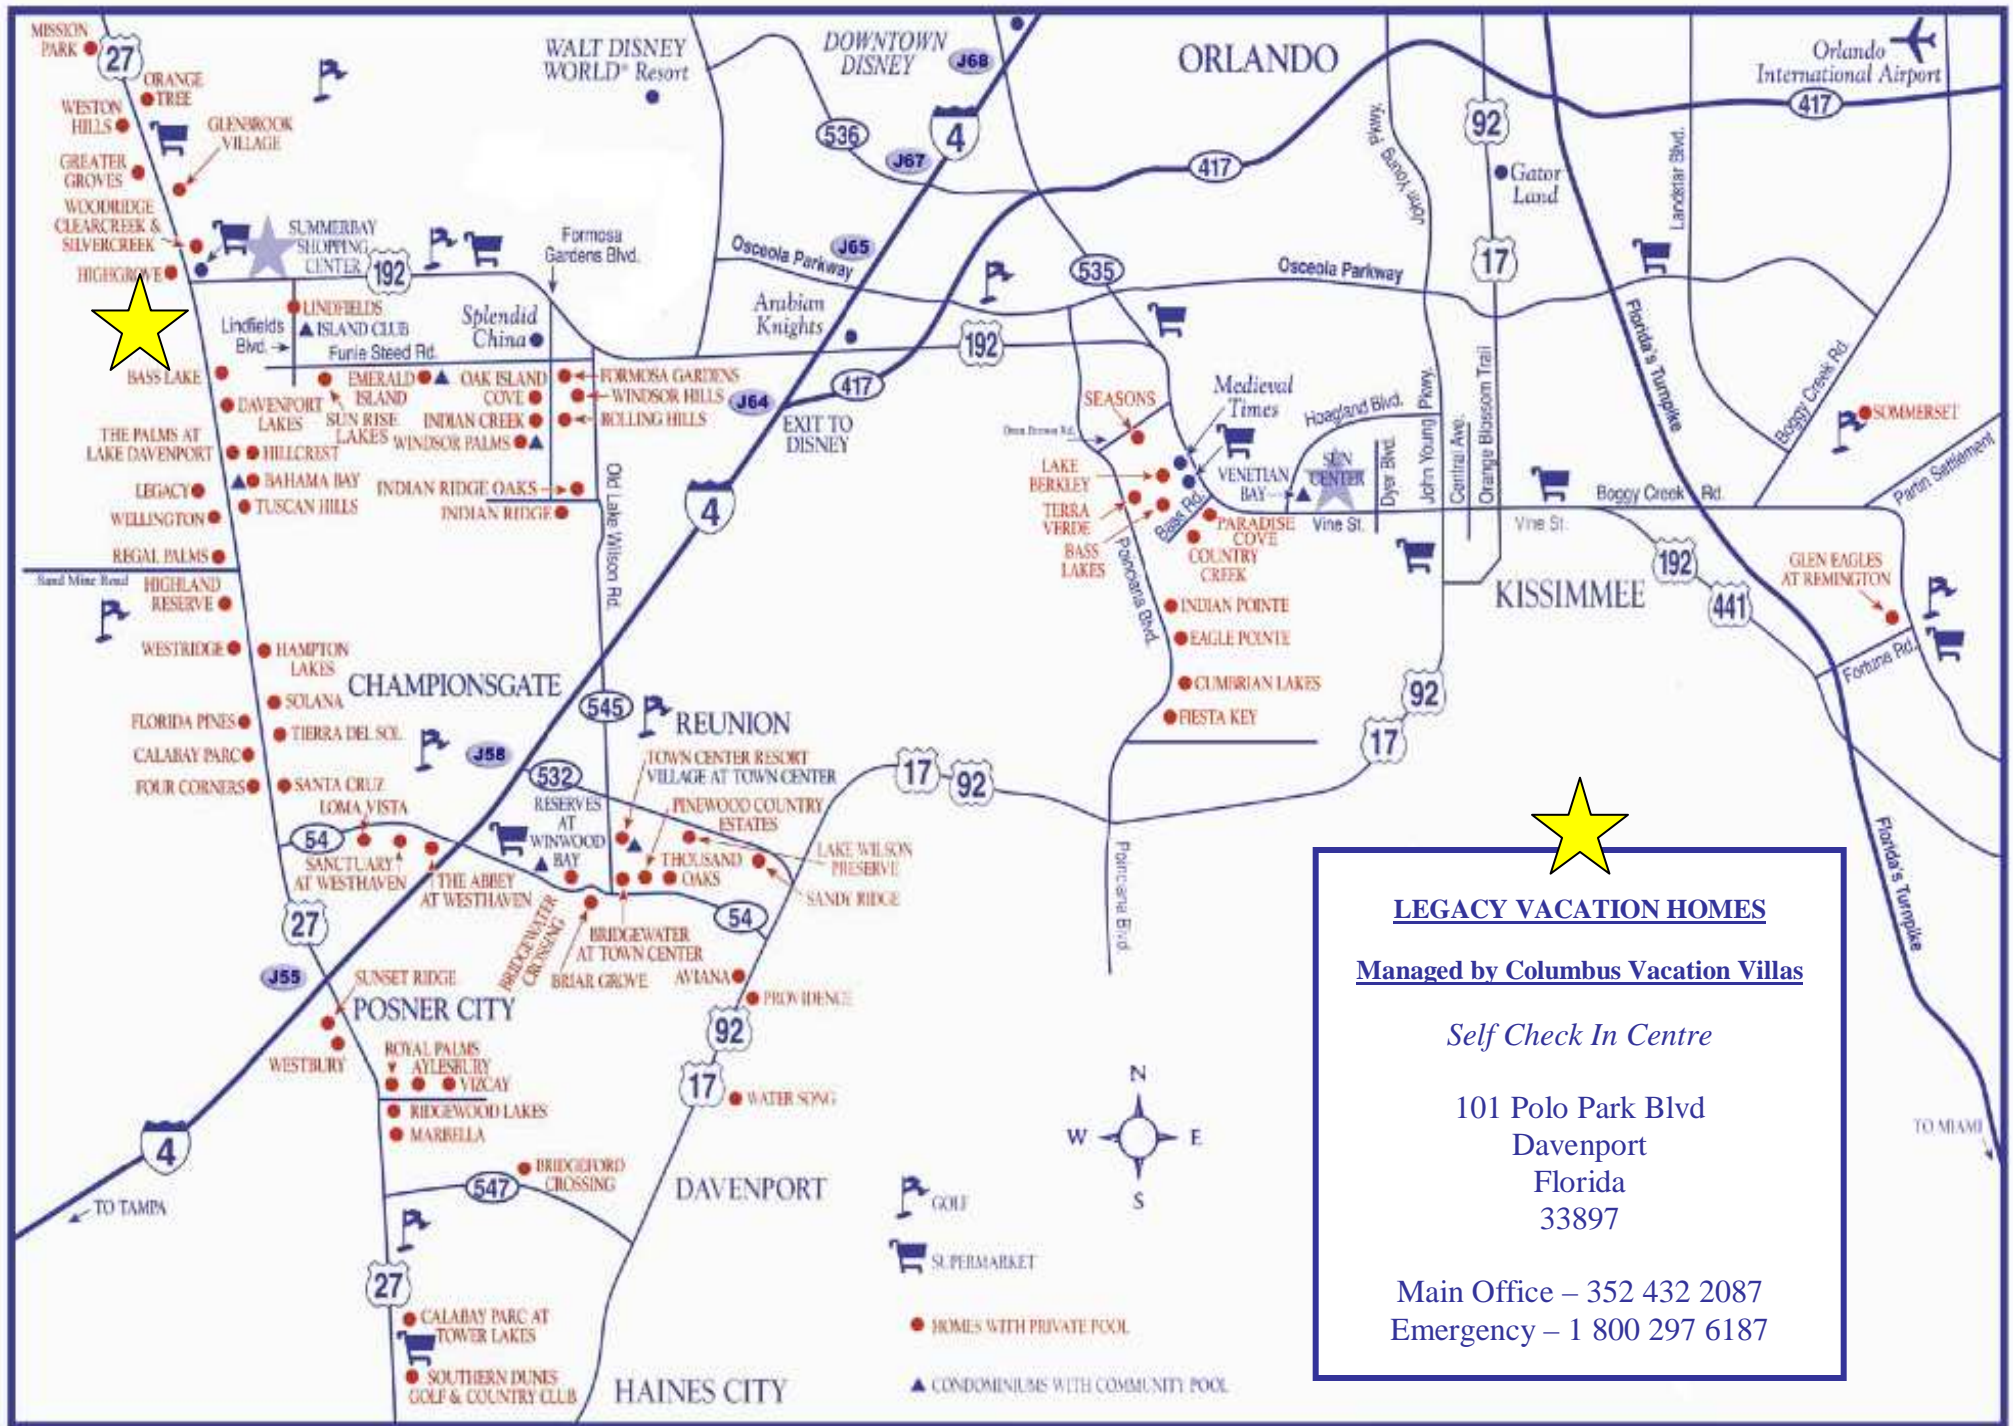 MISSION
PARK
27
ORANGE
TREE
WESTON
HILLS
GLENBROOK
VILLAGE
GREATER
GROVES
WOODRIDGE
CLEARCREEK &
SILVERCREEK
HIGHGROVE
SUMMERBAY
SHOPPING
CENTER
192
WALT DISNEY
WORLD® Resort
Formosa
Gardens Blvd.
DOWNTOWN
DISNEY
J68
4
536
J67
J65
Osceola Parkway
417
ORLANDO
535
Osceola Parkway
John Young Pkwy.
92
Gator
Land
17
Landstar Blvd.
Orlando
International Airport
417
Florida's Turnpike
Boggy Creek Rd.
LINDFIELDS
ISLAND CLUB
Lindfields
Blvd.
Funie Steed Rd.
Splendid
China
Arabian
Knights
192
BASS LAKE
DAVENPORT
LAKES
SUN RISE
LAKES
EMERALD
ISLAND
OAK ISLAND
COVE
INDIAN CREEK
WINDSOR PALMS
FORMOSA GARDENS
WINDSOR HILLS
ROLLING HILLS
J64
417
EXIT TO
DISNEY
THE PALMS AT
LAKE DAVENPORT
HILLCREST
LEGACY
BAHAMA BAY
TUSCAN HILLS
WELLINGTON
REGAL PALMS
INDIAN RIDGE OAKS
INDIAN RIDGE
Old Lake Wilson Rd.
4
Sand Mine Road
HIGHLAND
RESERVE
WESTRIDGE
HAMPTON
LAKES
SOLANA
FLORIDA PINES
TIERRA DEL SOL
CALABAY PARC
FOUR CORNERS
SANTA CRUZ
CHAMPIONSGATE
545
REUNION
SEASONS
Medieval
Times
Hoagland Blvd.
LAKE
BERKLEY
TERRA
VERDE
BASS
LAKES
Bass Rd.
VENETIAN
BAY
SUN
CENTER
PARADISE
COVE
COUNTRY
CREEK
Vine St.
Dyer Blvd.
John Young Pkwy.
Central Ave.
Orange Blossom Trail
Vine St.
Boggy Creek Rd.
SOMMERSET
Partin Settlement
Poinciana Blvd.
INDIAN POINTE
EAGLE POINTE
CUMBRIAN LAKES
FIESTA KEY
KISSIMMEE
192
441
GLEN EAGLES
AT REMINGTON
Fortune Rd.
92
17
17
92
Poinciana Blvd
Florida's Turnpike
J58
532
TOWN CENTER RESORT
VILLAGE AT TOWN CENTER
RESERVES
AT
WINWOOD
BAY
PINEWOOD COUNTRY
ESTATES
LAKE WILSON
PRESERVE
THOUSAND
OAKS
SANDY RIDGE
LOMA VISTA
54
SANCTUARY
AT WESTHAVEN
THE ABBEY
AT WESTHAVEN
BRIDGEWATER
CROSSING
BRIAR GROVE
BRIDGEWATER
AT TOWN CENTER
54
AVIANA
PROVIDENCE
27
J55
SUNSET RIDGE
POSNER CITY
WESTBURY
ROYAL PALMS
AYLESBURY
VIZCAY
RIDGEWOOD LAKES
MARBELLA
92
17
WATER SONG
4
TO TAMPA
547
BRIDGEFORD
CROSSING
DAVENPORT
27
CALABAY PARC AT
TOWER LAKES
SOUTHERN DUNES
GOLF & COUNTRY CLUB
HAINES CITY
N
W
E
S
GOLF
SUPERMARKET
HOMES WITH PRIVATE POOL
CONDOMINIUMS WITH COMMUNITY POOL
TO MIAMI
LEGACY VACATION HOMES
Managed by Columbus Vacation Villas
Self Check In Centre
101 Polo Park Blvd
Davenport
Florida
33897
Main Office – 352 432 2087
Emergency – 1 800 297 6187